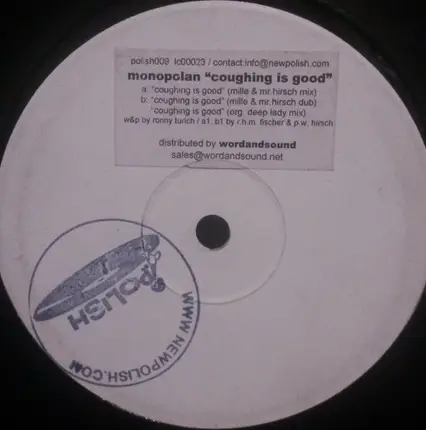 polish009 lc00023 / contact:info@newpolish.com
monopolan "coughing is good"
a: "coughing is good" (mille & mr.hirsch mix)
b: "coughing is good" (mille & mr.hirsch dub)
"coughing is good" (org. deep lady mix)
w&p by ronny turich / a1, b1 by r.h.m. fischer & p.w. hirsch
distributed by wordandsound
sales@wordandsound.net
POLISH
WWW.NEWPOLISH.COM